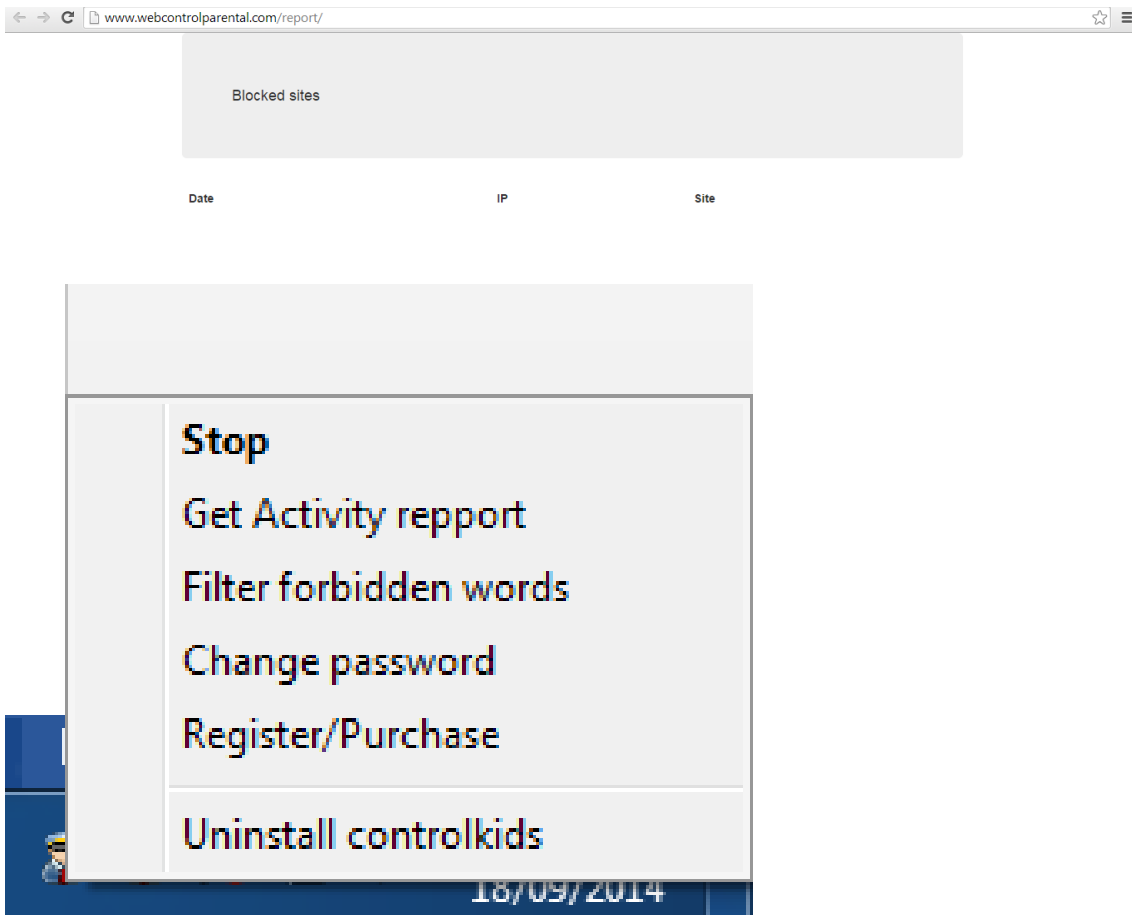 www.webcontrolparental.com/report/
Blocked sites
Date IP Site
Stop
Get Activity repport
Filter forbidden words
Change password
Register/Purchase
Uninstall controlkids
18/09/2014